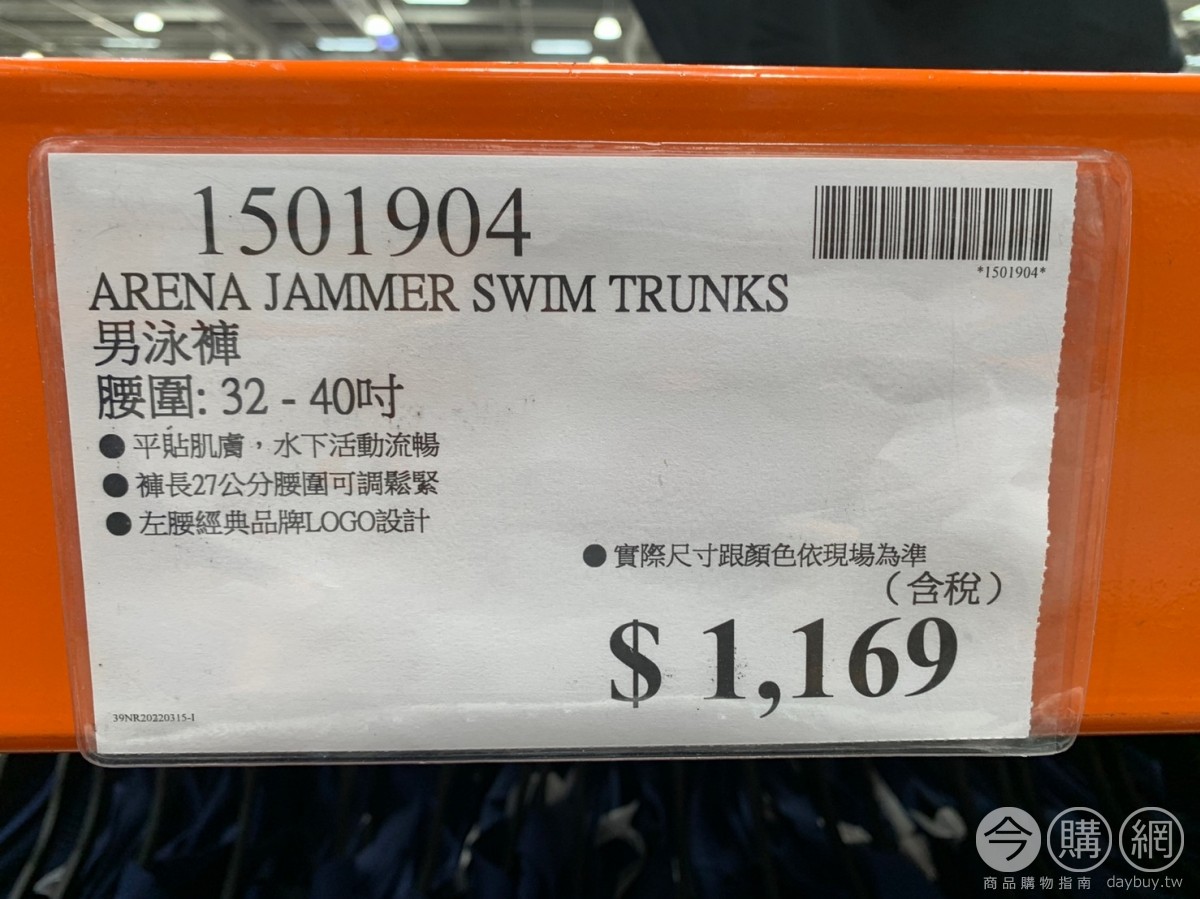 1501904
*1501904*
ARENA JAMMER SWIM TRUNKS
男泳褲
腰圍: 32 - 40吋
● 平貼肌膚，水下活動流暢
● 褲長27公分腰圍可調鬆緊
● 左腰經典品牌LOGO設計
● 實際尺寸跟顏色依現場為準
（含稅）
$ 1,169
39NR20220315-1
今購網
商品購物指南 daybuy.tw